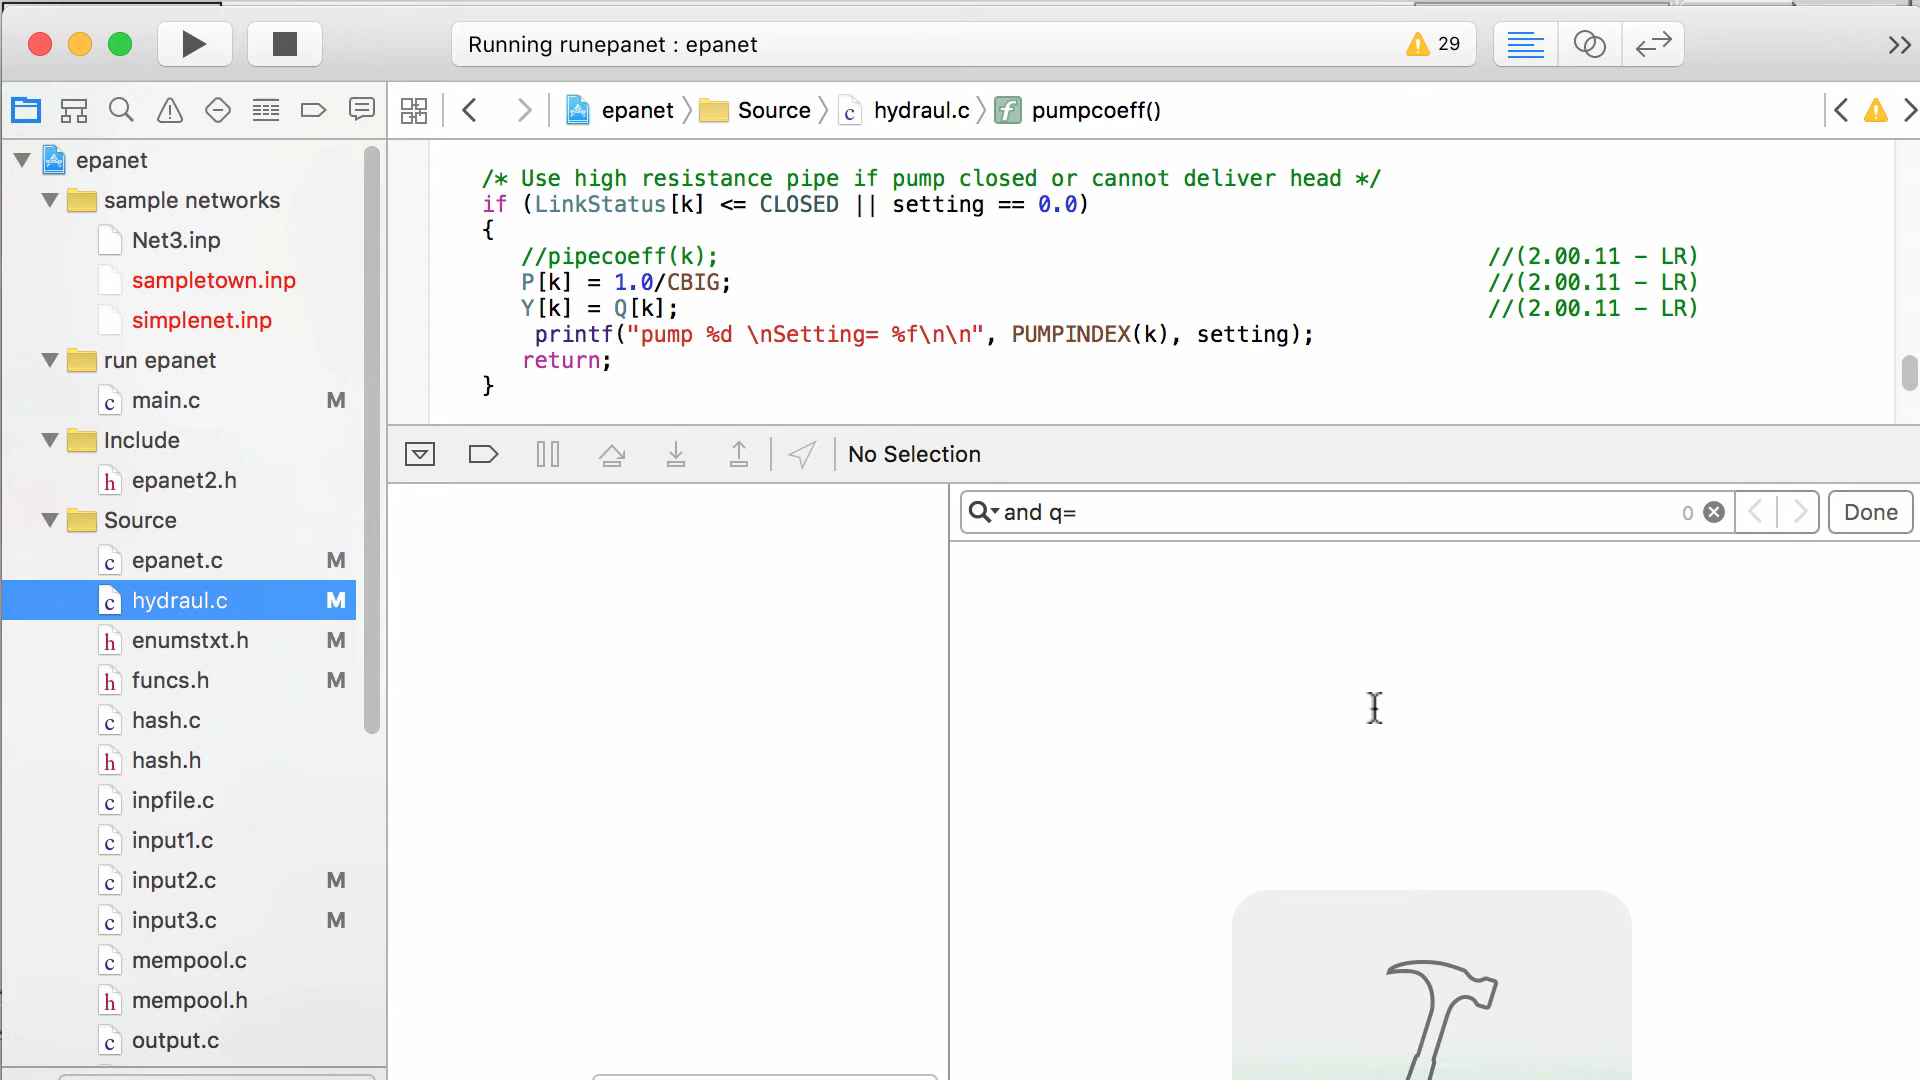 Running runepanet : epanet
29
epanet
Source
hydraul.c
pumpcoeff()
epanet
sample networks
Net3.inp
sampletown.inp
simplenet.inp
run epanet
main.c M
Include
epanet2.h
Source
epanet.c M
hydraul.c M
enumstxt.h M
funcs.h M
hash.c
hash.h
inpfile.c
input1.c
input2.c M
input3.c M
mempool.c
mempool.h
output.c
/* Use high resistance pipe if pump closed or cannot deliver head */
if (LinkStatus[k] <= CLOSED || setting == 0.0)
{
//pipecoeff(k); //(2.00.11 - LR)
P[k] = 1.0/CBIG; //(2.00.11 - LR)
Y[k] = Q[k]; //(2.00.11 - LR)
printf("pump %d \nSetting= %f\n\n", PUMPINDEX(k), setting);
return;
}
No Selection
and q= 0 Done